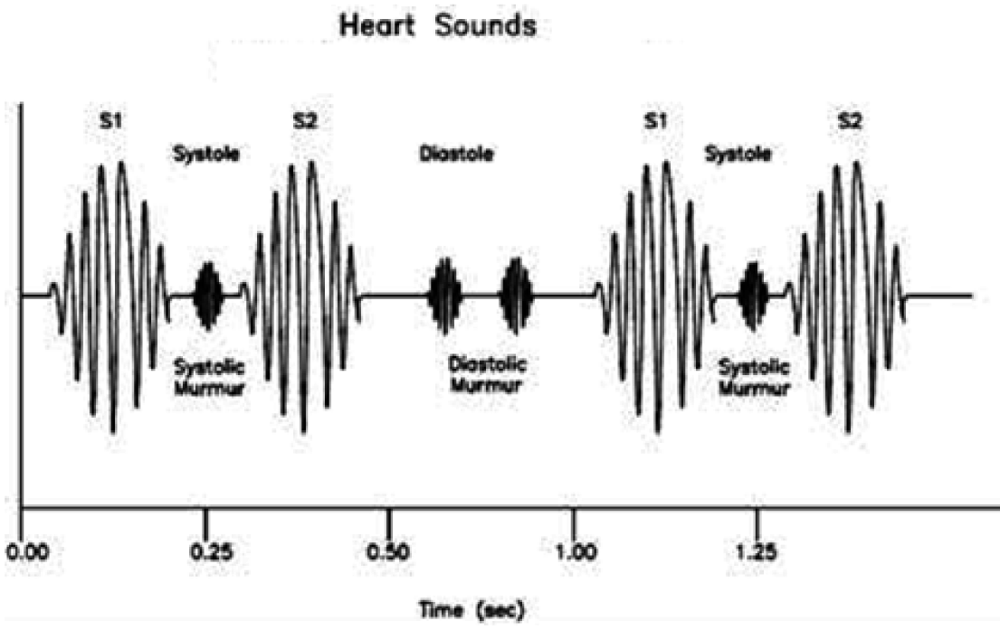 Heart Sounds
S1
S2
S1
S2
Systole
Diastole
Systole
Systolic
Murmur
Diastolic
Murmur
Systolic
Murmur
0.00
0.25
0.50
1.00
1.25
Time (sec)